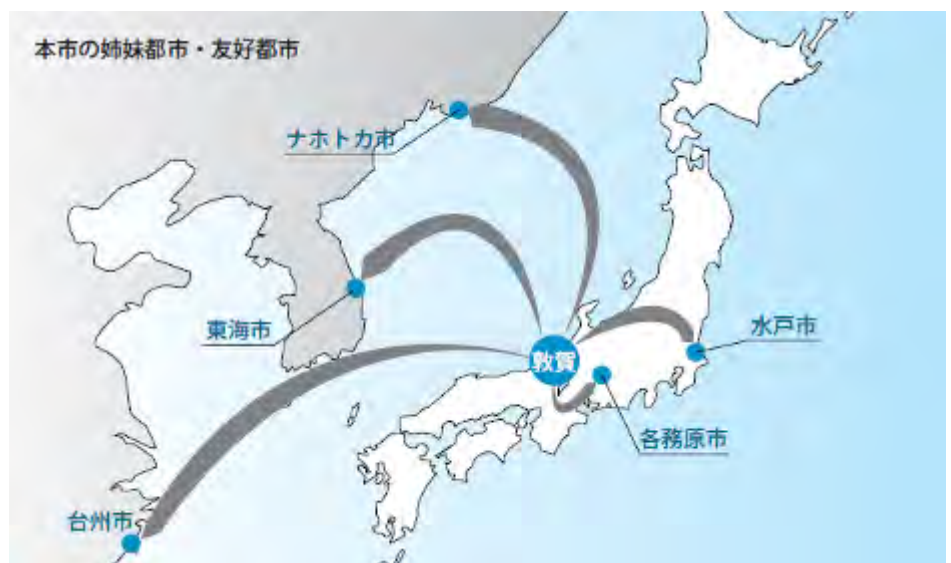 本市の姉妹都市・友好都市
ナホトカ市
東海市
水戸市
敦賀
各務原市
台州市